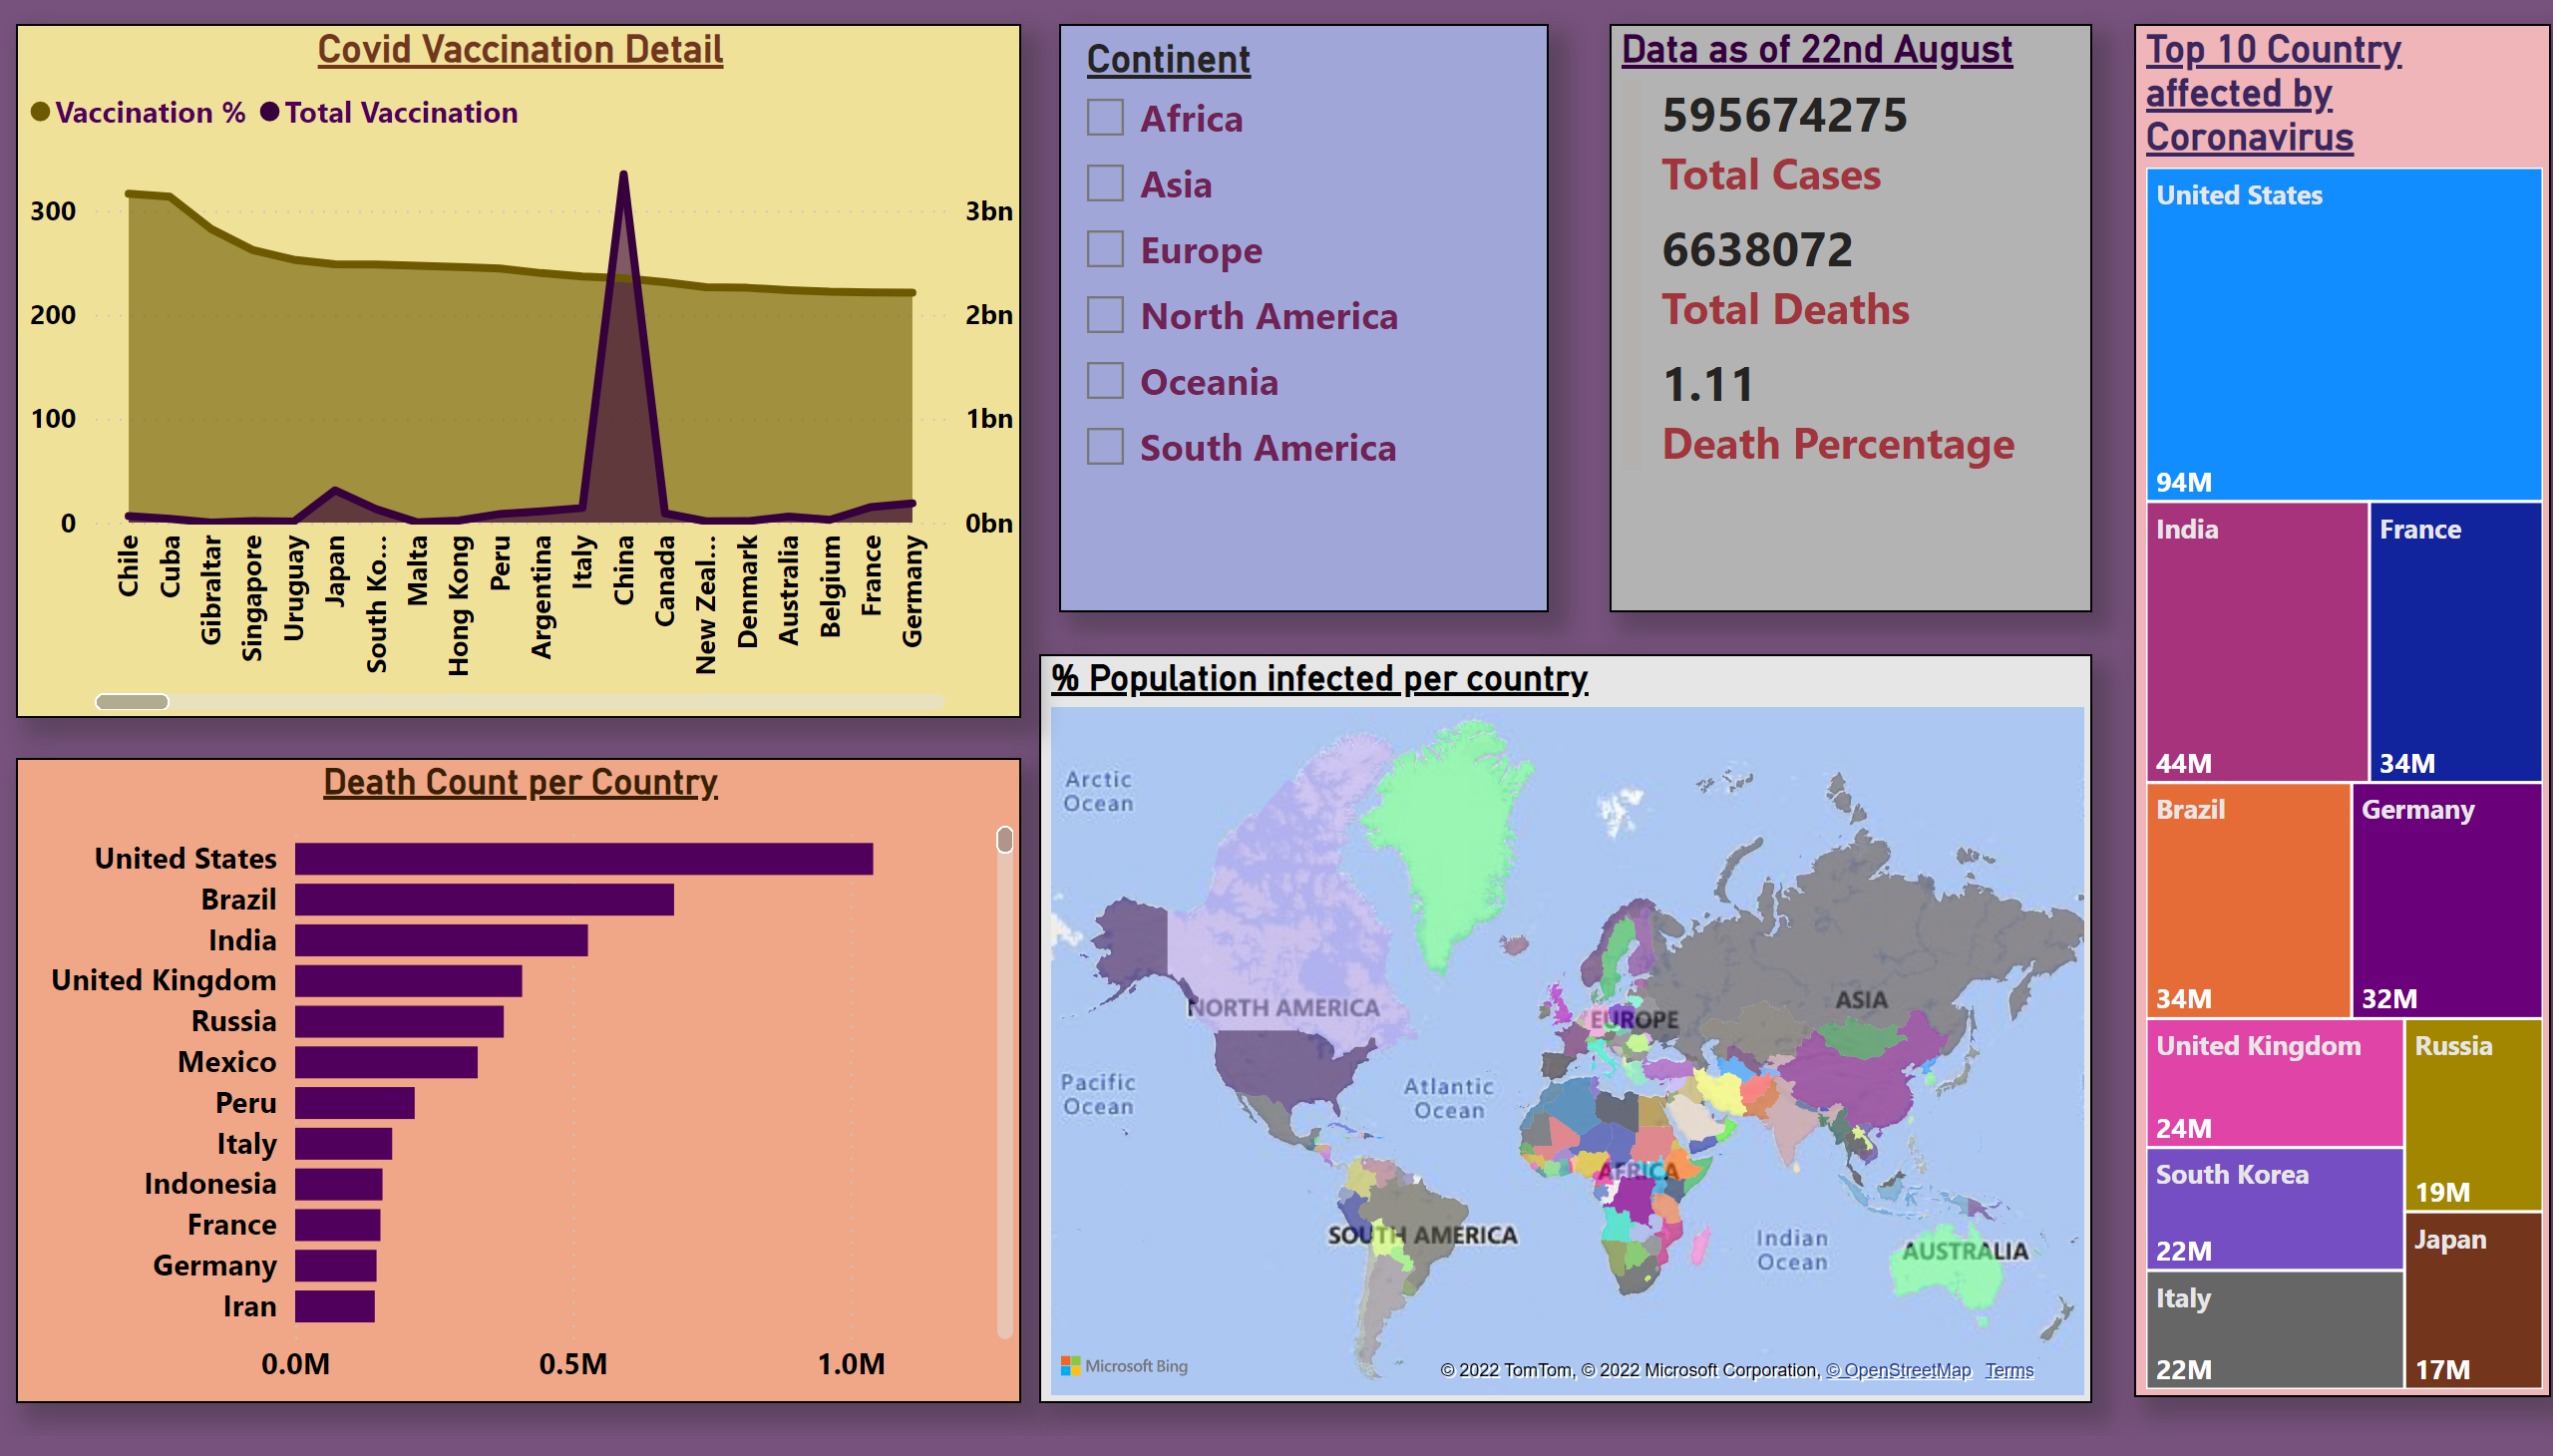 Covid Vaccination Detail
Vaccination % Total Vaccination
300
200
100
0
3bn
2bn
1bn
0bn
Chile
Cuba
Gibraltar
Singapore
Uruguay
Japan
South Ko...
Malta
Hong Kong
Peru
Argentina
Italy
China
Canada
New Zeal...
Denmark
Australia
Belgium
France
Germany
Continent
Africa
Asia
Europe
North America
Oceania
South America
Data as of 22nd August
595674275
Total Cases
6638072
Total Deaths
1.11
Death Percentage
Top 10 Country
affected by
Coronavirus
United States
94M
India
44M
France
34M
Brazil
34M
Germany
32M
United Kingdom
24M
Russia
19M
South Korea
22M
Japan
17M
Italy
22M
Death Count per Country
United States
Brazil
India
United Kingdom
Russia
Mexico
Peru
Italy
Indonesia
France
Germany
Iran
0.0M
0.5M
1.0M
% Population infected per country
Arctic
Ocean
NORTH AMERICA
EUROPE
ASIA
Pacific
Ocean
Atlantic
Ocean
AFRICA
SOUTH AMERICA
Indian
Ocean
AUSTRALIA
Microsoft Bing
© 2022 TomTom, © 2022 Microsoft Corporation, © OpenStreetMap Terms